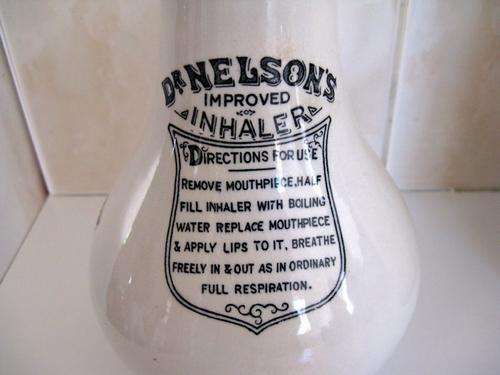 DR NELSON'S
IMPROVED
INHALER
DIRECTIONS FOR USE
REMOVE MOUTHPIECE, HALF
FILL INHALER WITH BOILING
WATER REPLACE MOUTHPIECE
& APPLY LIPS TO IT, BREATHE
FREELY IN & OUT AS IN ORDINARY
FULL RESPIRATION.